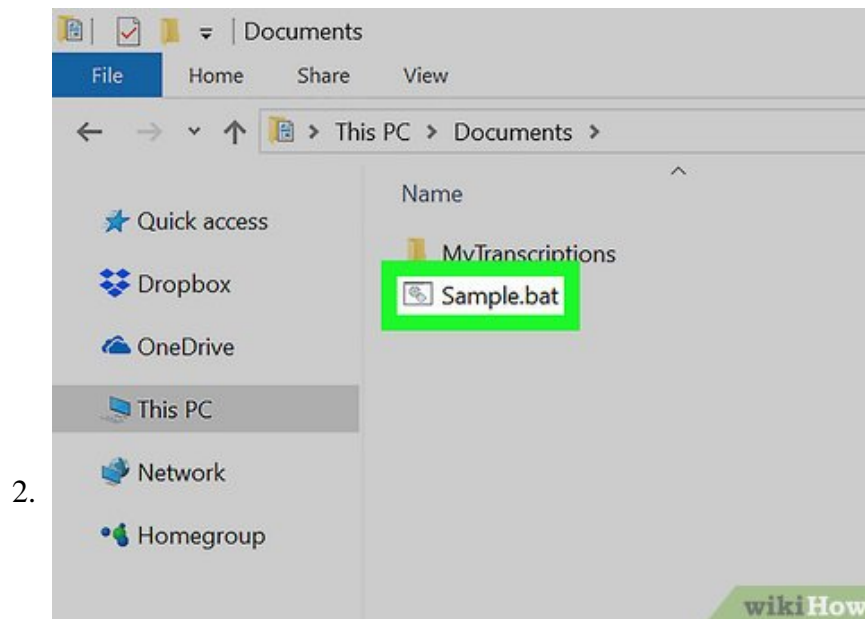 Documents
File Home Share View
This PC > Documents >
Name
Quick access
MyTranscriptions
Dropbox
Sample.bat
OneDrive
This PC
Network
2.
Homegroup
wikiHow